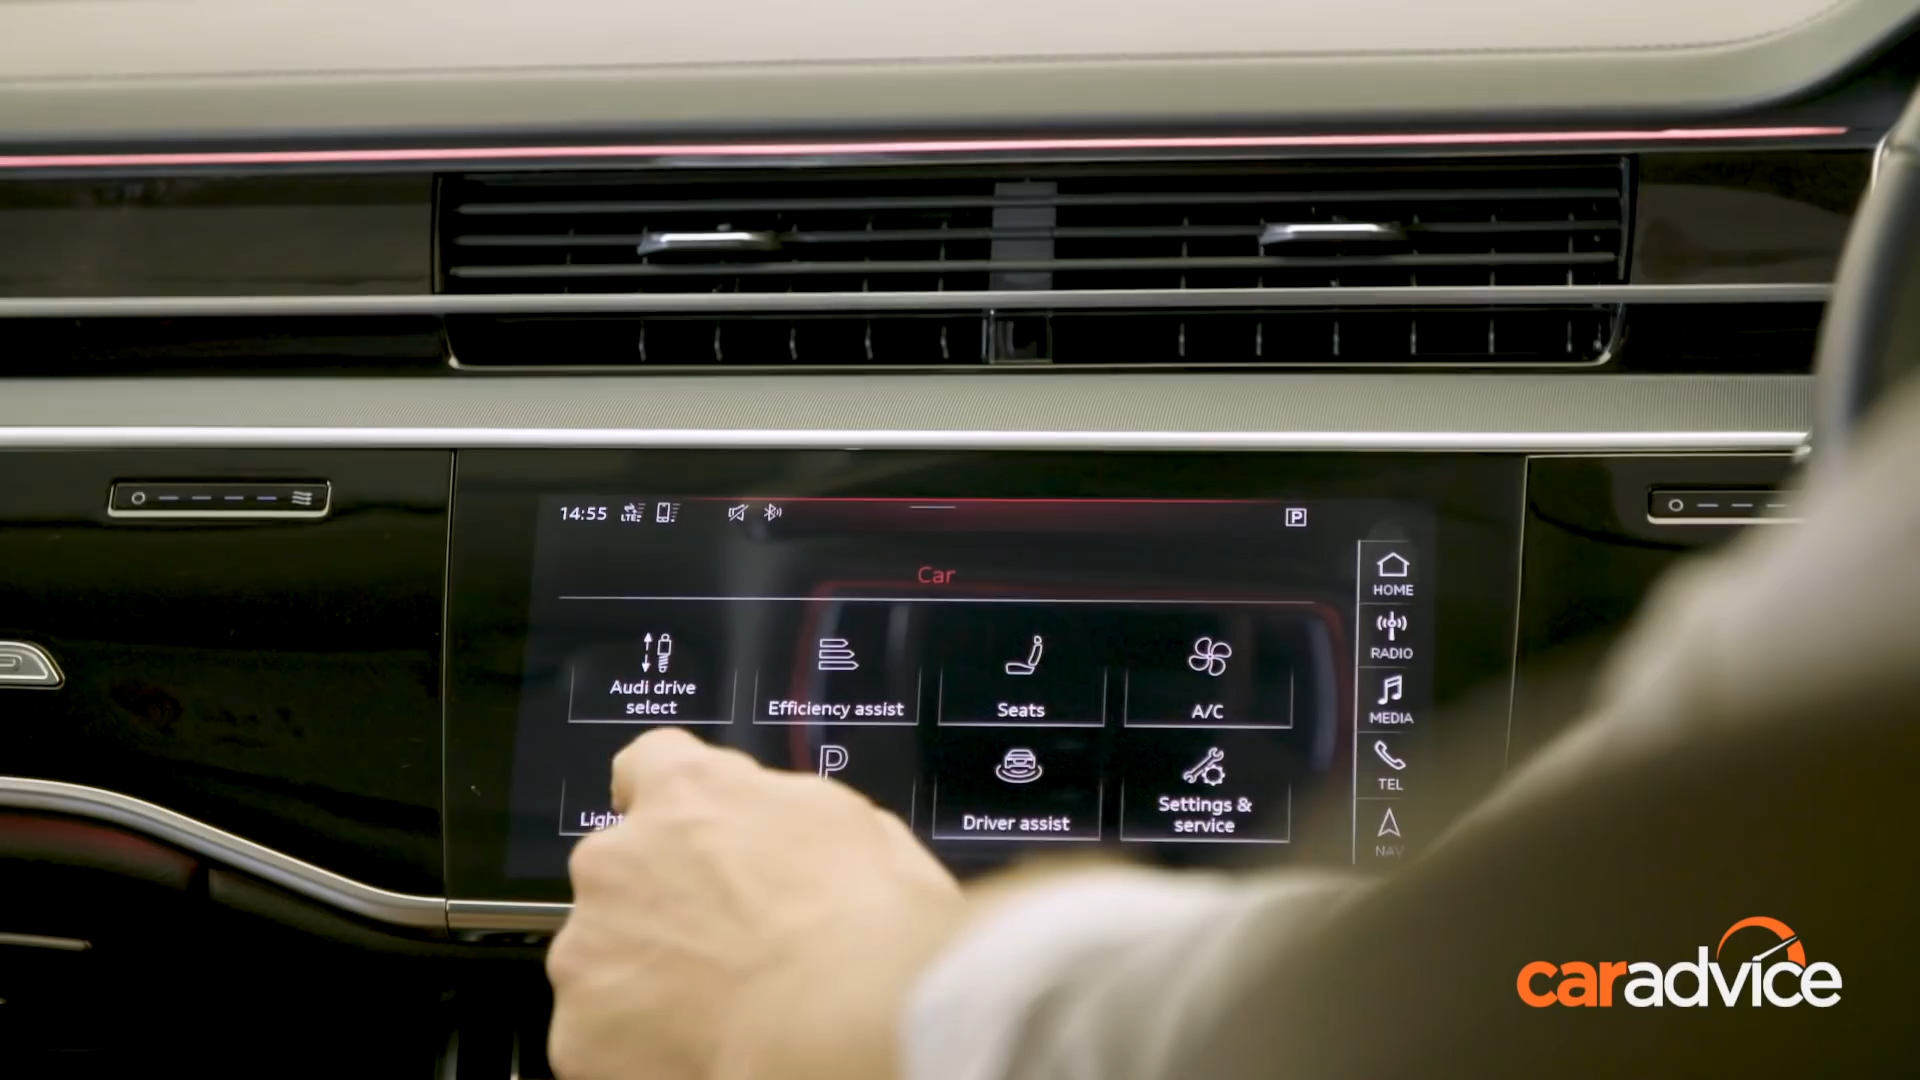 14:55 LTE P
Car
HOME
RADIO
MEDIA
TEL
NAV
Audi drive
select
Efficiency assist
Seats
A/C
P
Driver assist
Settings &
service
caradvice